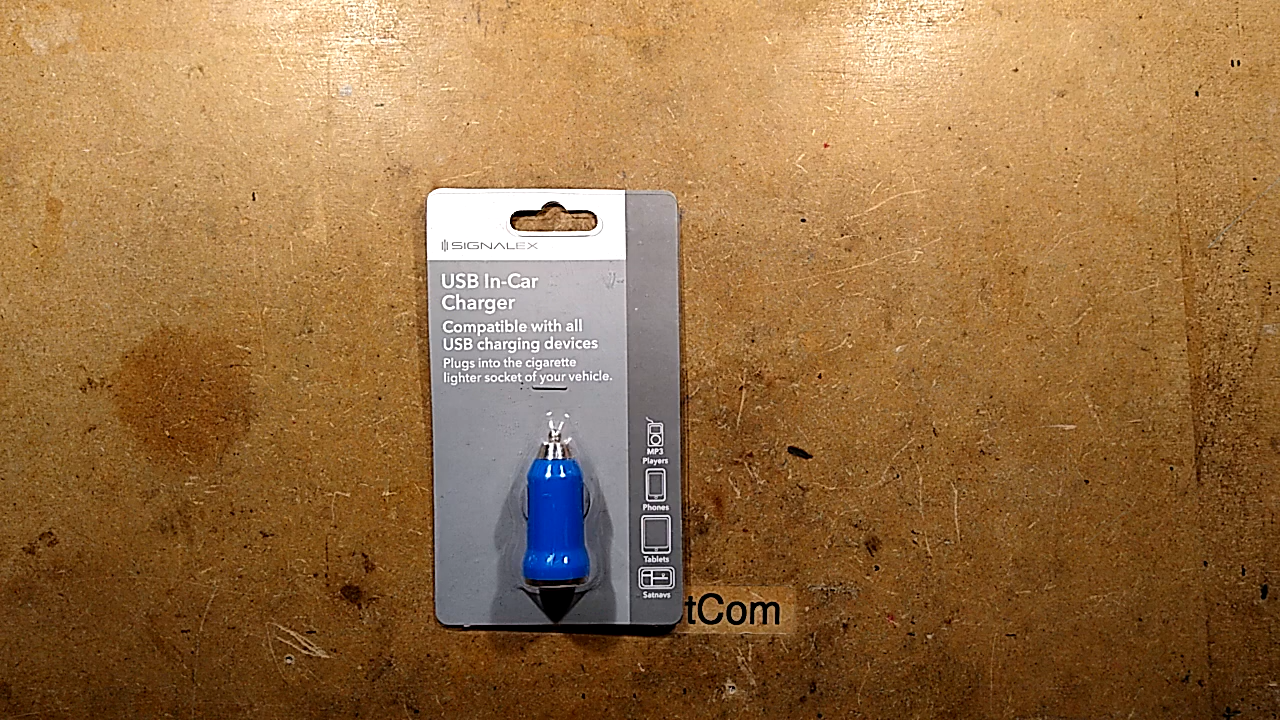 SIGNALEX
USB In-Car
Charger
Compatible with all
USB charging devices
Plugs into the cigarette
lighter socket of your vehicle.
MP3
Players
Phones
Tablets
Satnavs
tCom